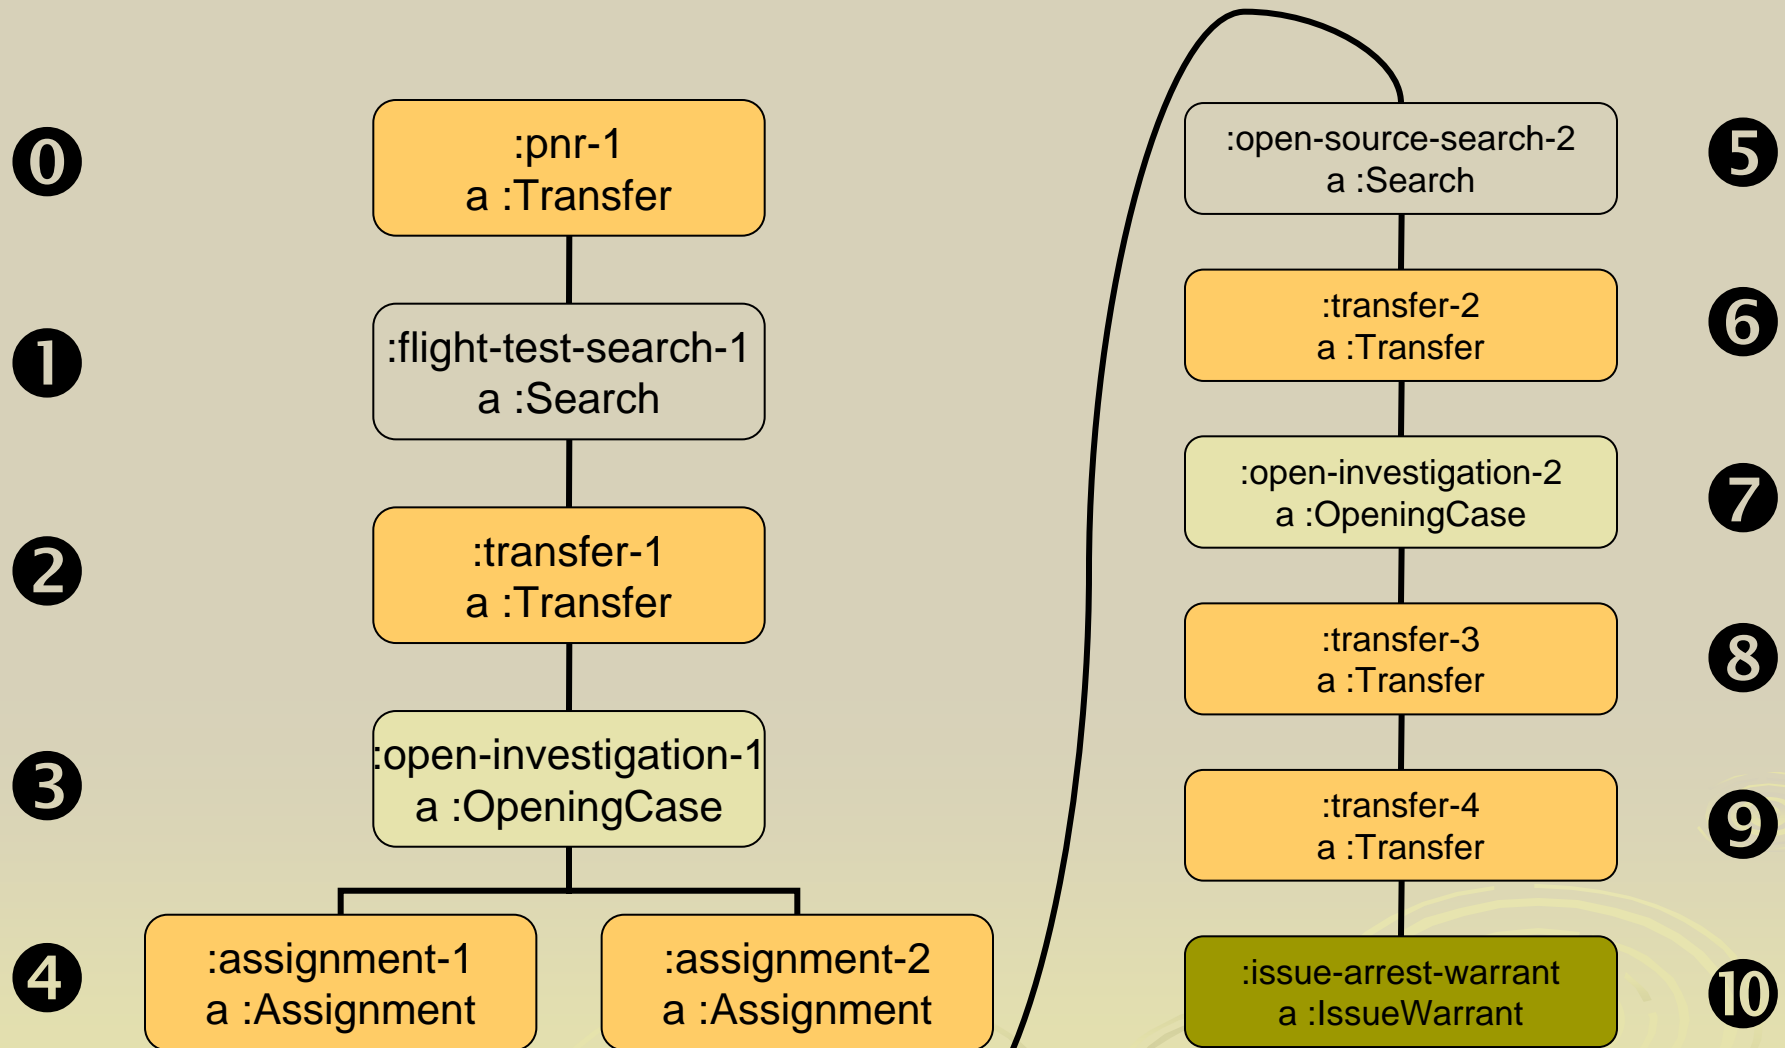 0
:pnr-1
a :Transfer
1
:flight-test-search-1
a :Search
2
:transfer-1
a :Transfer
3
:open-investigation-1
a :OpeningCase
4
:assignment-1
a :Assignment
:assignment-2
a :Assignment
:open-source-search-2
a :Search
5
:transfer-2
a :Transfer
6
:open-investigation-2
a :OpeningCase
7
:transfer-3
a :Transfer
8
:transfer-4
a :Transfer
9
:issue-arrest-warrant
a :IssueWarrant
10